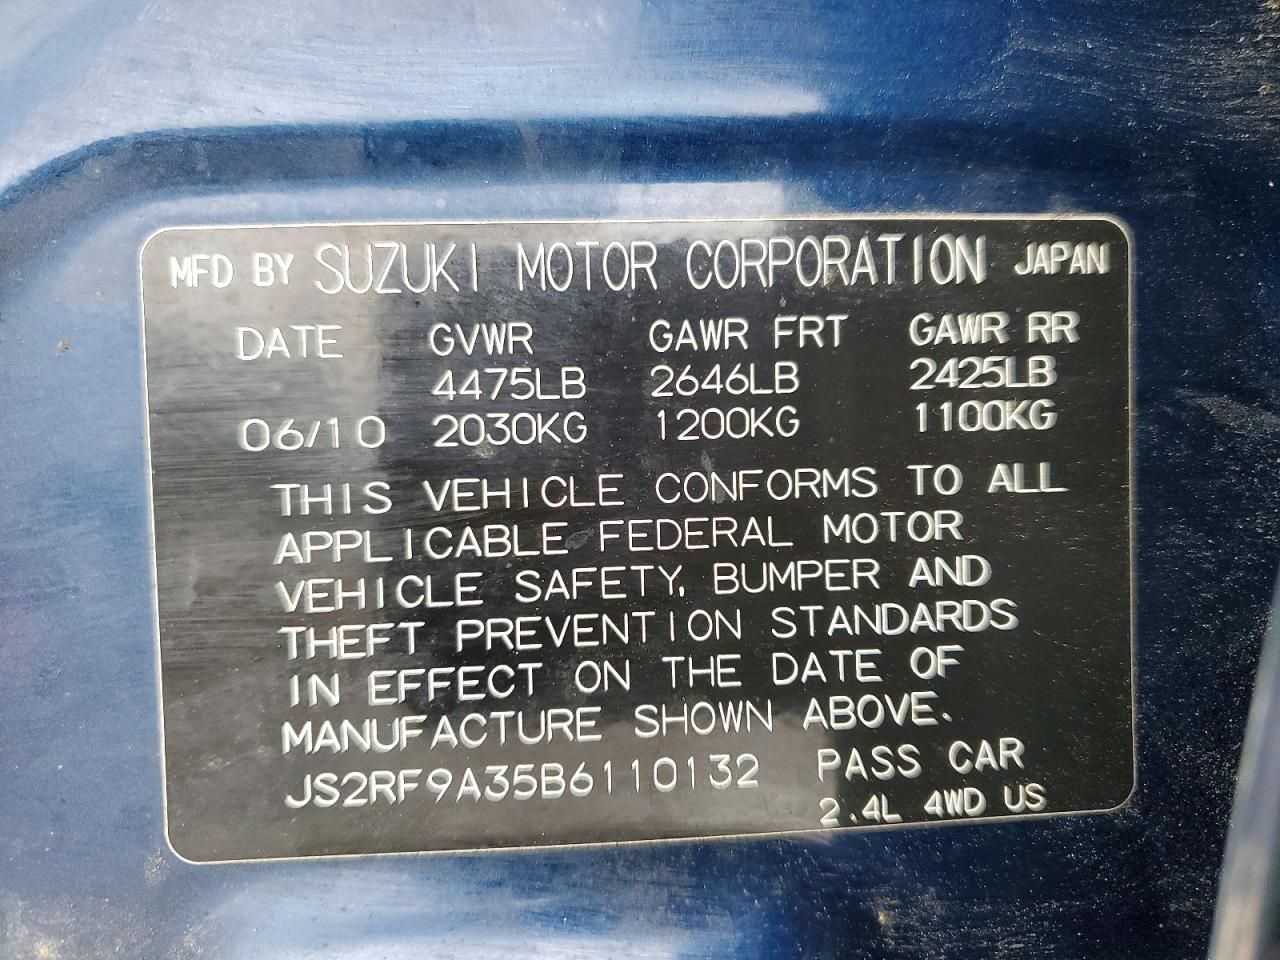 MFD BY SUZUKI MOTOR CORPORATION JAPAN
DATE GVWR GAWR FRT GAWR RR
4475LB 2646LB 2425LB
06/10 2030KG 1200KG 1100KG
THIS VEHICLE CONFORMS TO ALL
APPLICABLE FEDERAL MOTOR
VEHICLE SAFETY, BUMPER AND
THEFT PREVENTION STANDARDS
IN EFFECT ON THE DATE OF
MANUFACTURE SHOWN ABOVE.
JS2RF9A35B6110132 PASS CAR
2.4L 4WD US